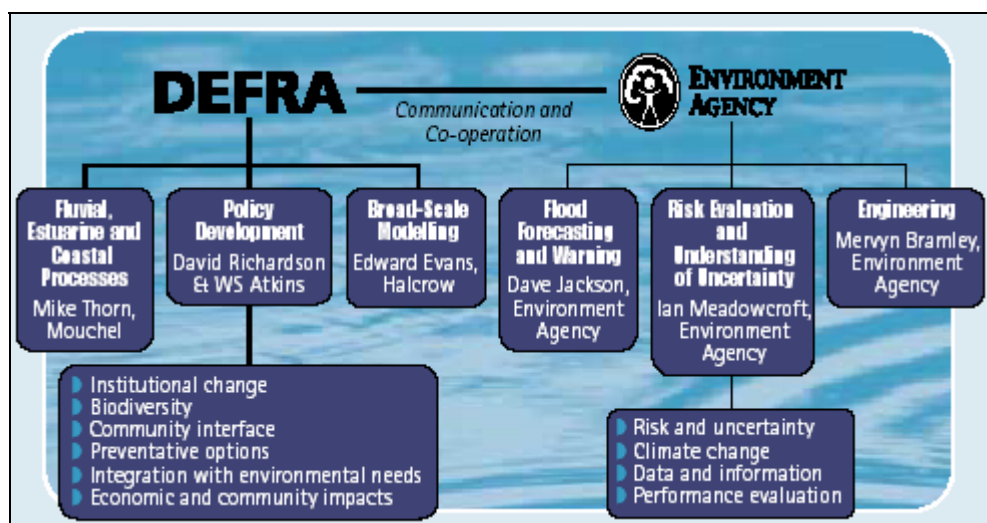 DEFRA
Communication and
Co-operation
ENVIRONMENT
AGENCY
Fluvial,
Estuarine and
Coastal
Processes
Mike Thorn,
Mouchel
Policy
Development
David Richardson
& WS Atkins
Broad-Scale
Modelling
Edward Evans,
Halcrow
Flood
Forecasting
and Warning
Dave Jackson,
Environment
Agency
Risk Evaluation
and
Understanding
of Uncertainty
Ian Meadowcroft,
Environment
Agency
Engineering
Mervyn Bramley,
Environment
Agency
Institutional change
Biodiversity
Community interface
Preventative options
Integration with environmental needs
Economic and community impacts
Risk and uncertainty
Climate change
Data and information
Performance evaluation